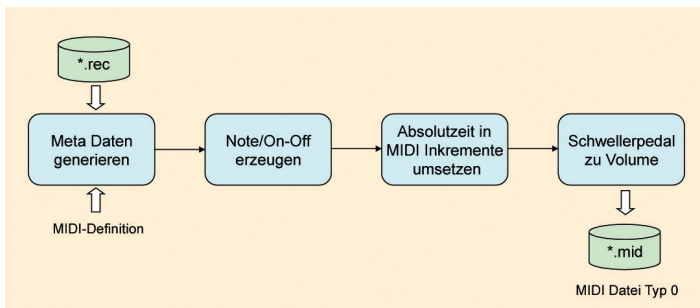 *.rec
Meta Daten
generieren
MIDI-Definition
Note/On-Off
erzeugen
Absolutzeit in
MIDI Inkremente
umsetzen
Schwellerpedal
zu Volume
*.mid
MIDI Datei Typ 0